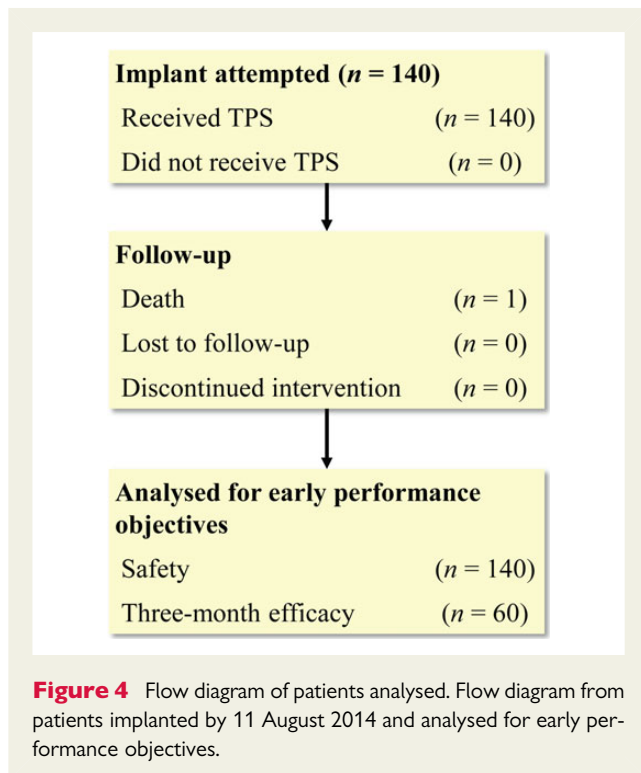 Implant attempted (n = 140)
Received TPS (n = 140)
Did not receive TPS (n = 0)
Follow-up
Death (n = 1)
Lost to follow-up (n = 0)
Discontinued intervention (n = 0)
Analysed for early performance
objectives
Safety (n = 140)
Three-month efficacy (n = 60)
Figure 4 Flow diagram of patients analysed. Flow diagram from
patients implanted by 11 August 2014 and analysed for early per-
formance objectives.